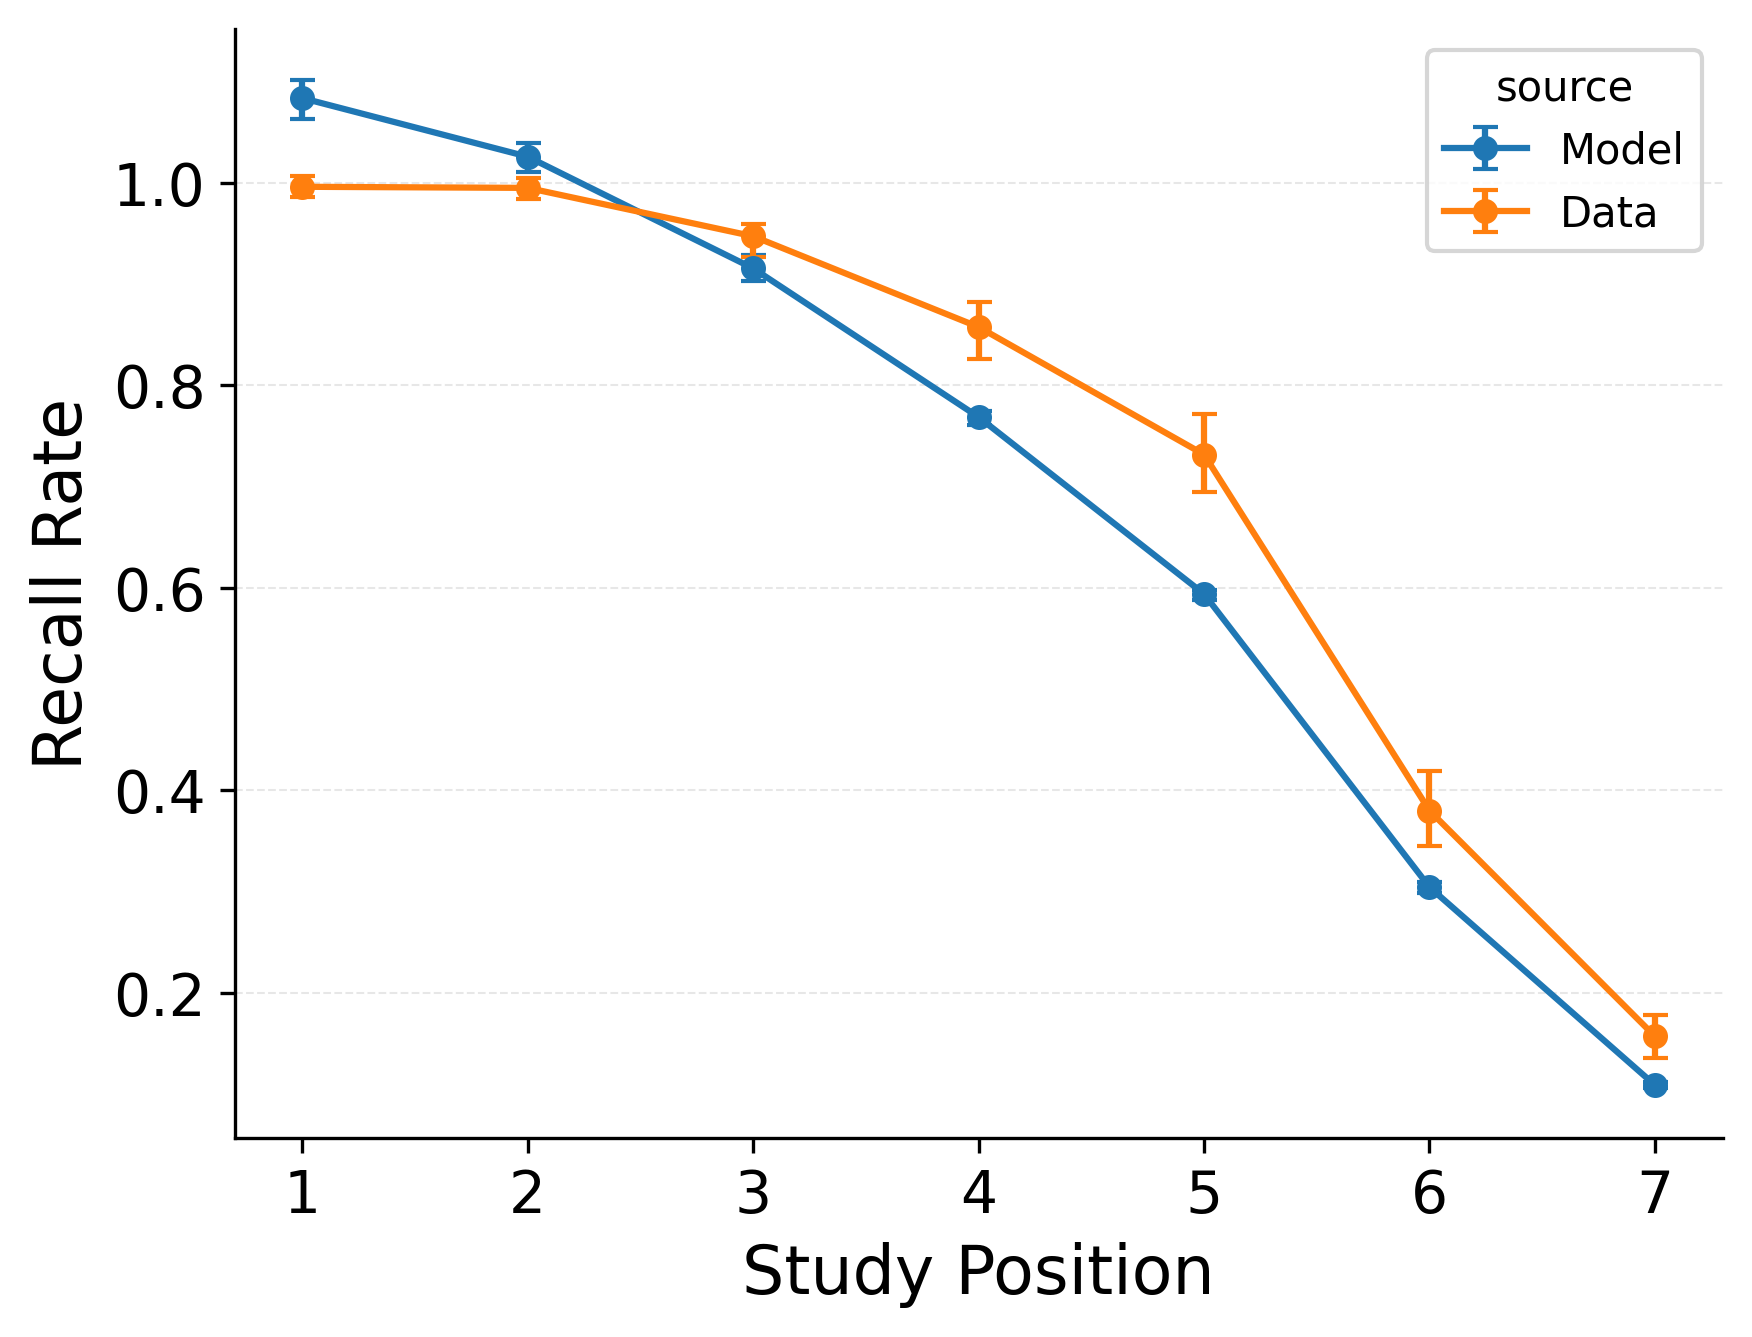 source
Model
Data
1.0
0.8
0.6
0.4
0.2
Recall Rate
1 2 3 4 5 6 7
Study Position